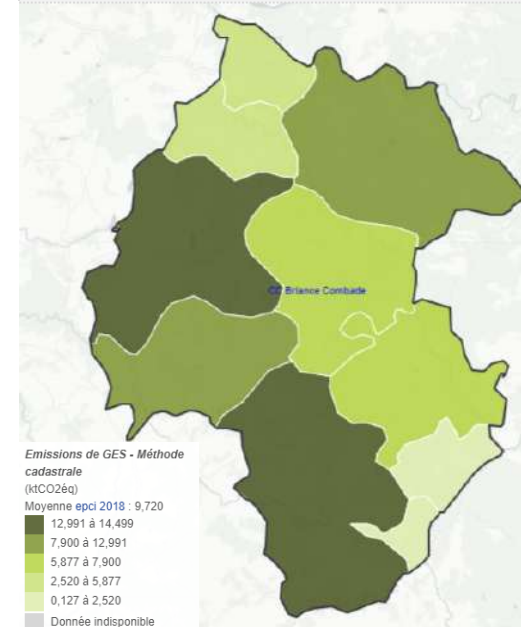 CC Briance Combade
Emissions de GES - Méthode
cadastrale
(ktCO2éq)
Moyenne epci 2018 : 9,720
12,991 à 14,499
7,900 à 12,991
5,877 à 7,900
2,520 à 5,877
0,127 à 2,520
Donnée indisponible